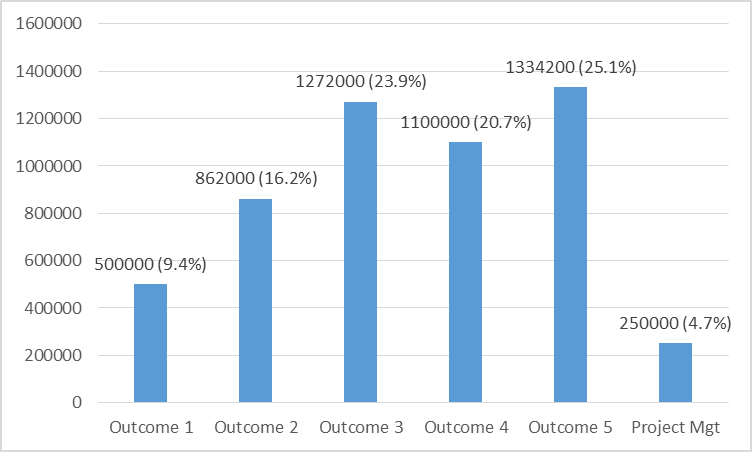 1600000
1400000
1200000
1000000
800000
600000
400000
200000
0
500000 (9.4%)
862000 (16.2%)
1272000 (23.9%)
1100000 (20.7%)
1334200 (25.1%)
250000 (4.7%)
Outcome 1
Outcome 2
Outcome 3
Outcome 4
Outcome 5
Project Mgt